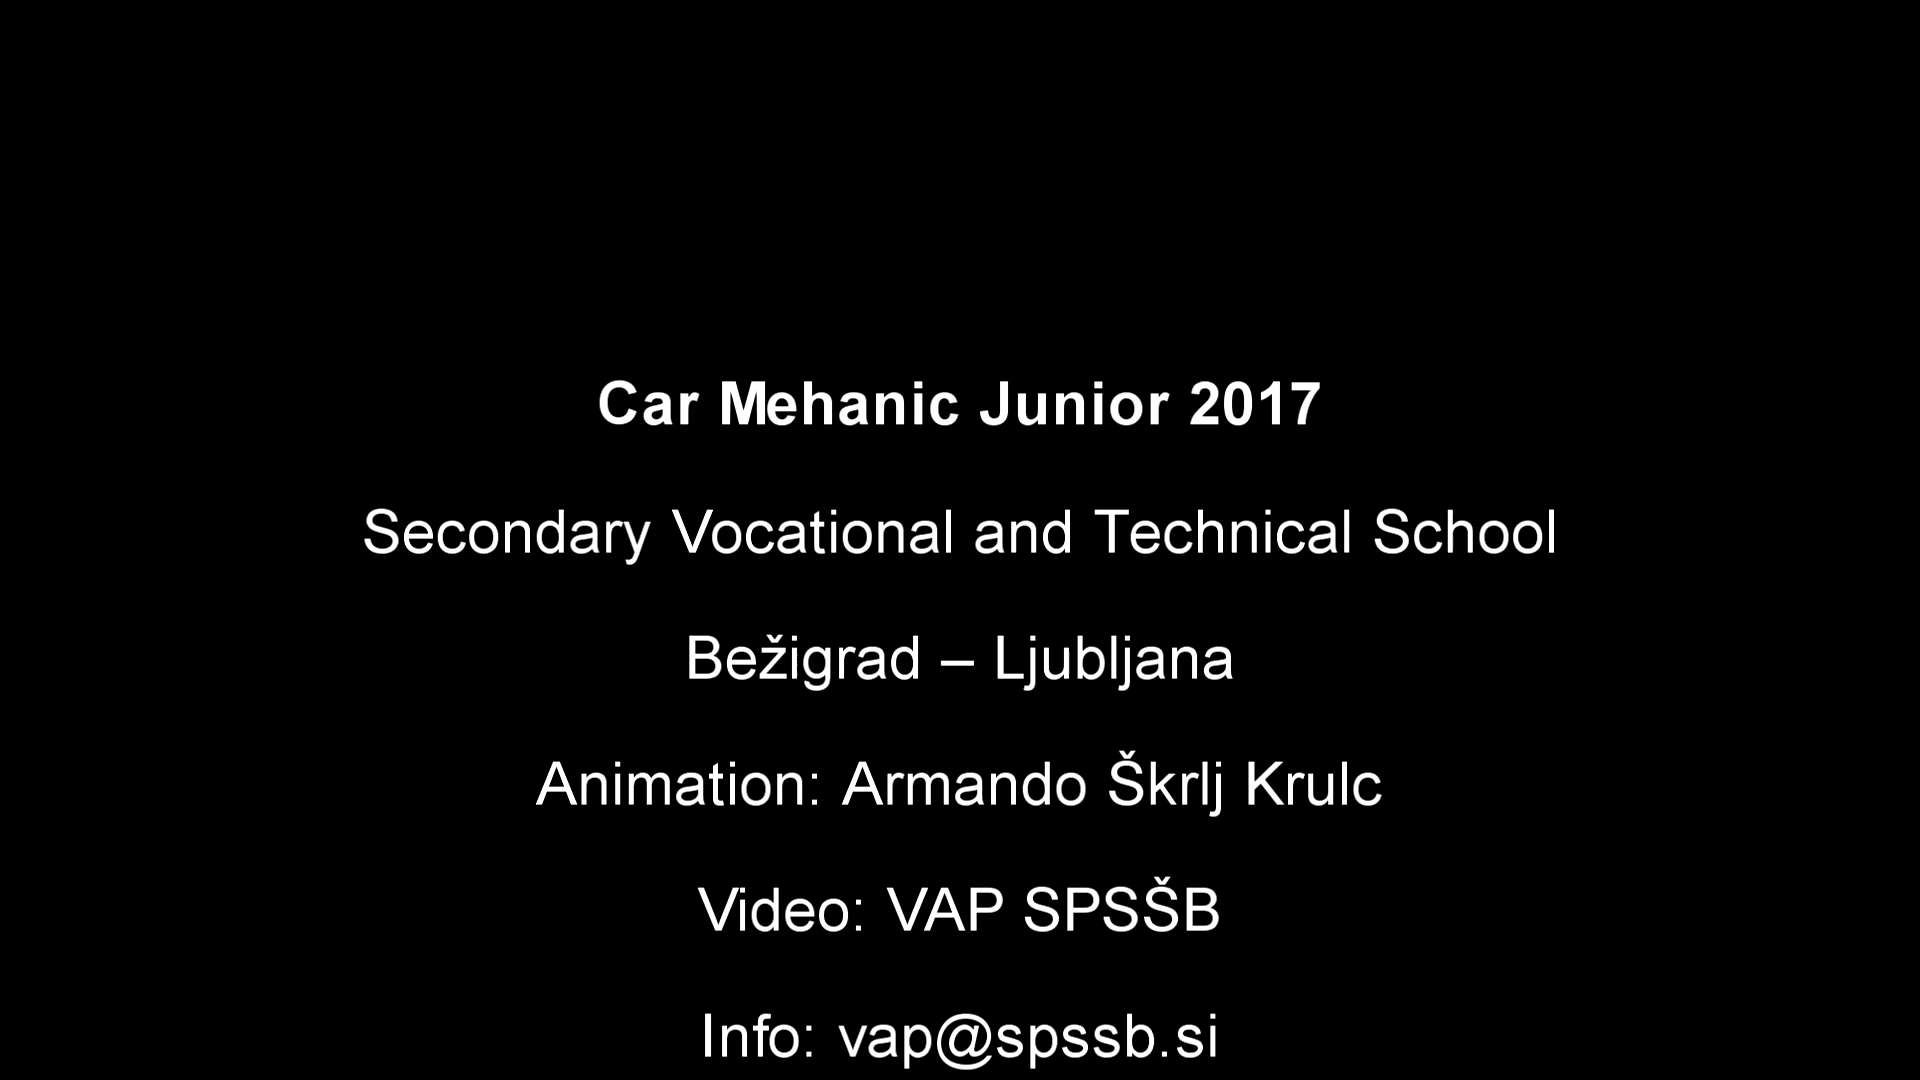 Car Mehanic Junior 2017
Secondary Vocational and Technical School
Bežigrad – Ljubljana
Animation: Armando Škrlj Krulc
Video: VAP SPSŠB
Info: vap@spssb.si